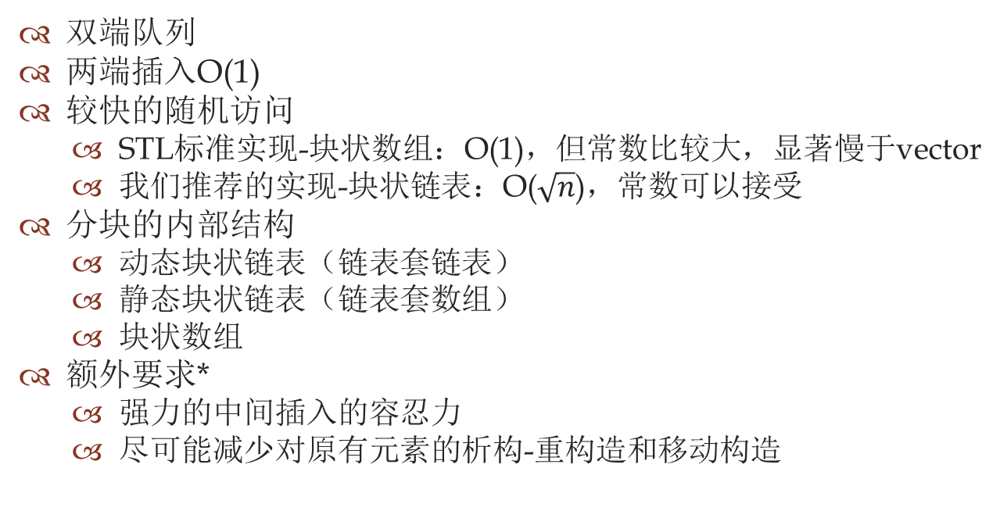 双端队列
两端插入O(1)
较快的随机访问
STL标准实现-块状数组：O(1)，但常数比较大，显著慢于vector
我们推荐的实现-块状链表：O(√n)，常数可以接受
分块的内部结构
动态块状链表（链表套链表）
静态块状链表（链表套数组）
块状数组
额外要求*
强力的中间插入的容忍力
尽可能减少对原有元素的析构-重构造和移动构造